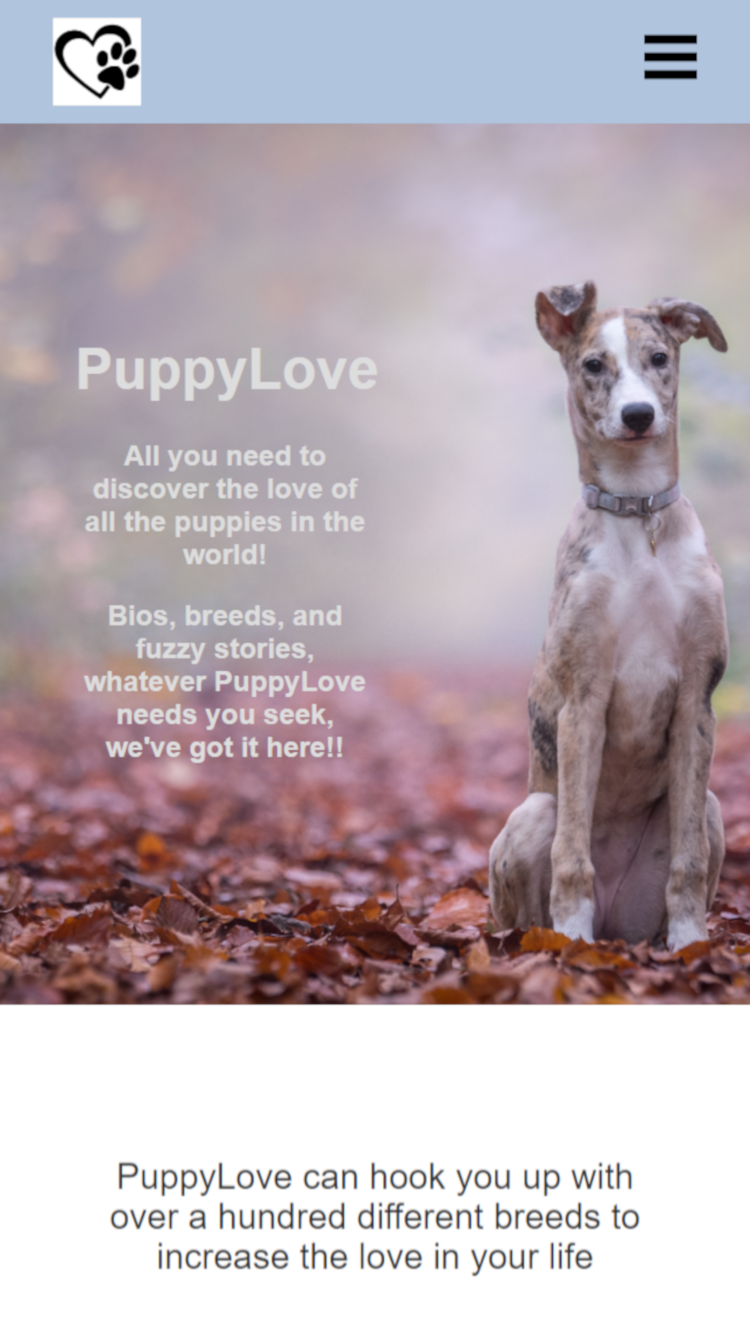 PuppyLove
All you need to
discover the love of
all the puppies in the
world!
Bios, breeds, and
fuzzy stories,
whatever PuppyLove
needs you seek,
we've got it here!!
PuppyLove can hook you up with
over a hundred different breeds to
increase the love in your life